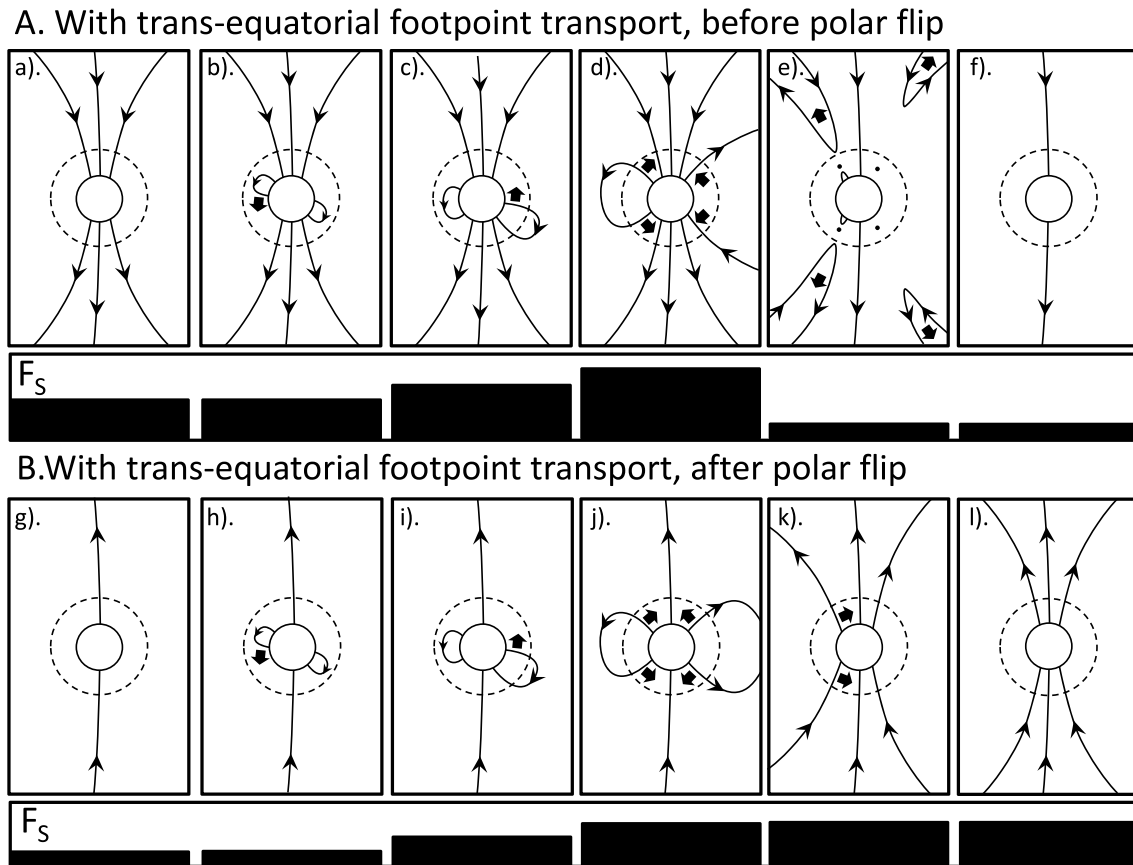 A. With trans-equatorial footpoint transport, before polar flip
a). b). c). d). e). f).
FS
B.With trans-equatorial footpoint transport, after polar flip
g). h). i). j). k). l).
FS